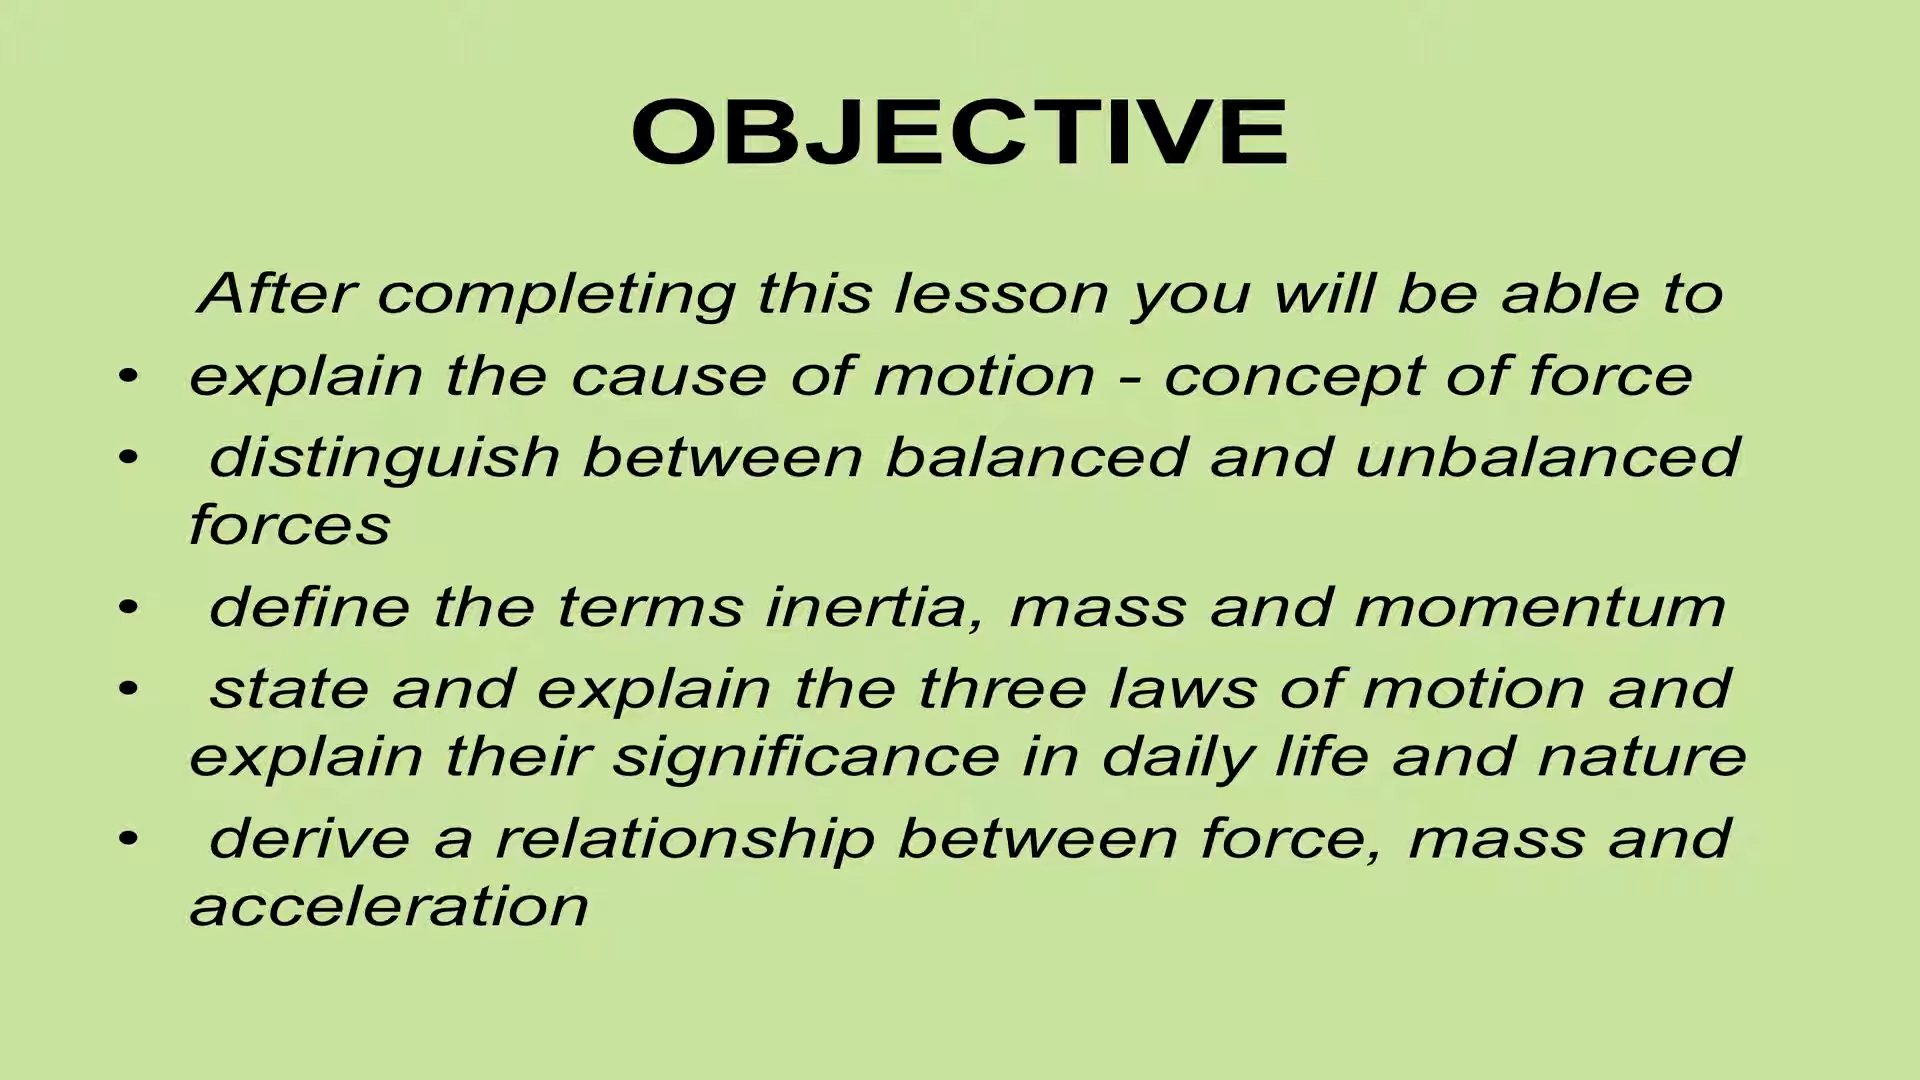 OBJECTIVE
After completing this lesson you will be able to
• explain the cause of motion - concept of force
• distinguish between balanced and unbalanced
forces
• define the terms inertia, mass and momentum
• state and explain the three laws of motion and
explain their significance in daily life and nature
• derive a relationship between force, mass and
acceleration